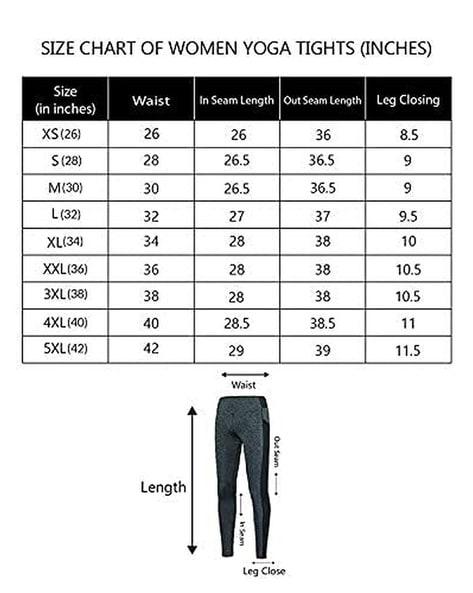 SIZE CHART OF WOMEN YOGA TIGHTS (INCHES)
Size (in inches) Waist In Seam Length Out Seam Length Leg Closing
XS(26) 26 26 36 8.5
S (28) 28 26.5 36.5 9
M(30) 30 26.5 36.5 9
L (32) 32 27 37 9.5
XL(34) 34 28 38 10
XXL(36) 36 28 38 10.5
3XL(38) 38 28 38 10.5
4XL(40) 40 28.5 38.5 11
5XL(42) 42 29 39 11.5
Waist
Out Seam
Length
In Seam
Leg Close